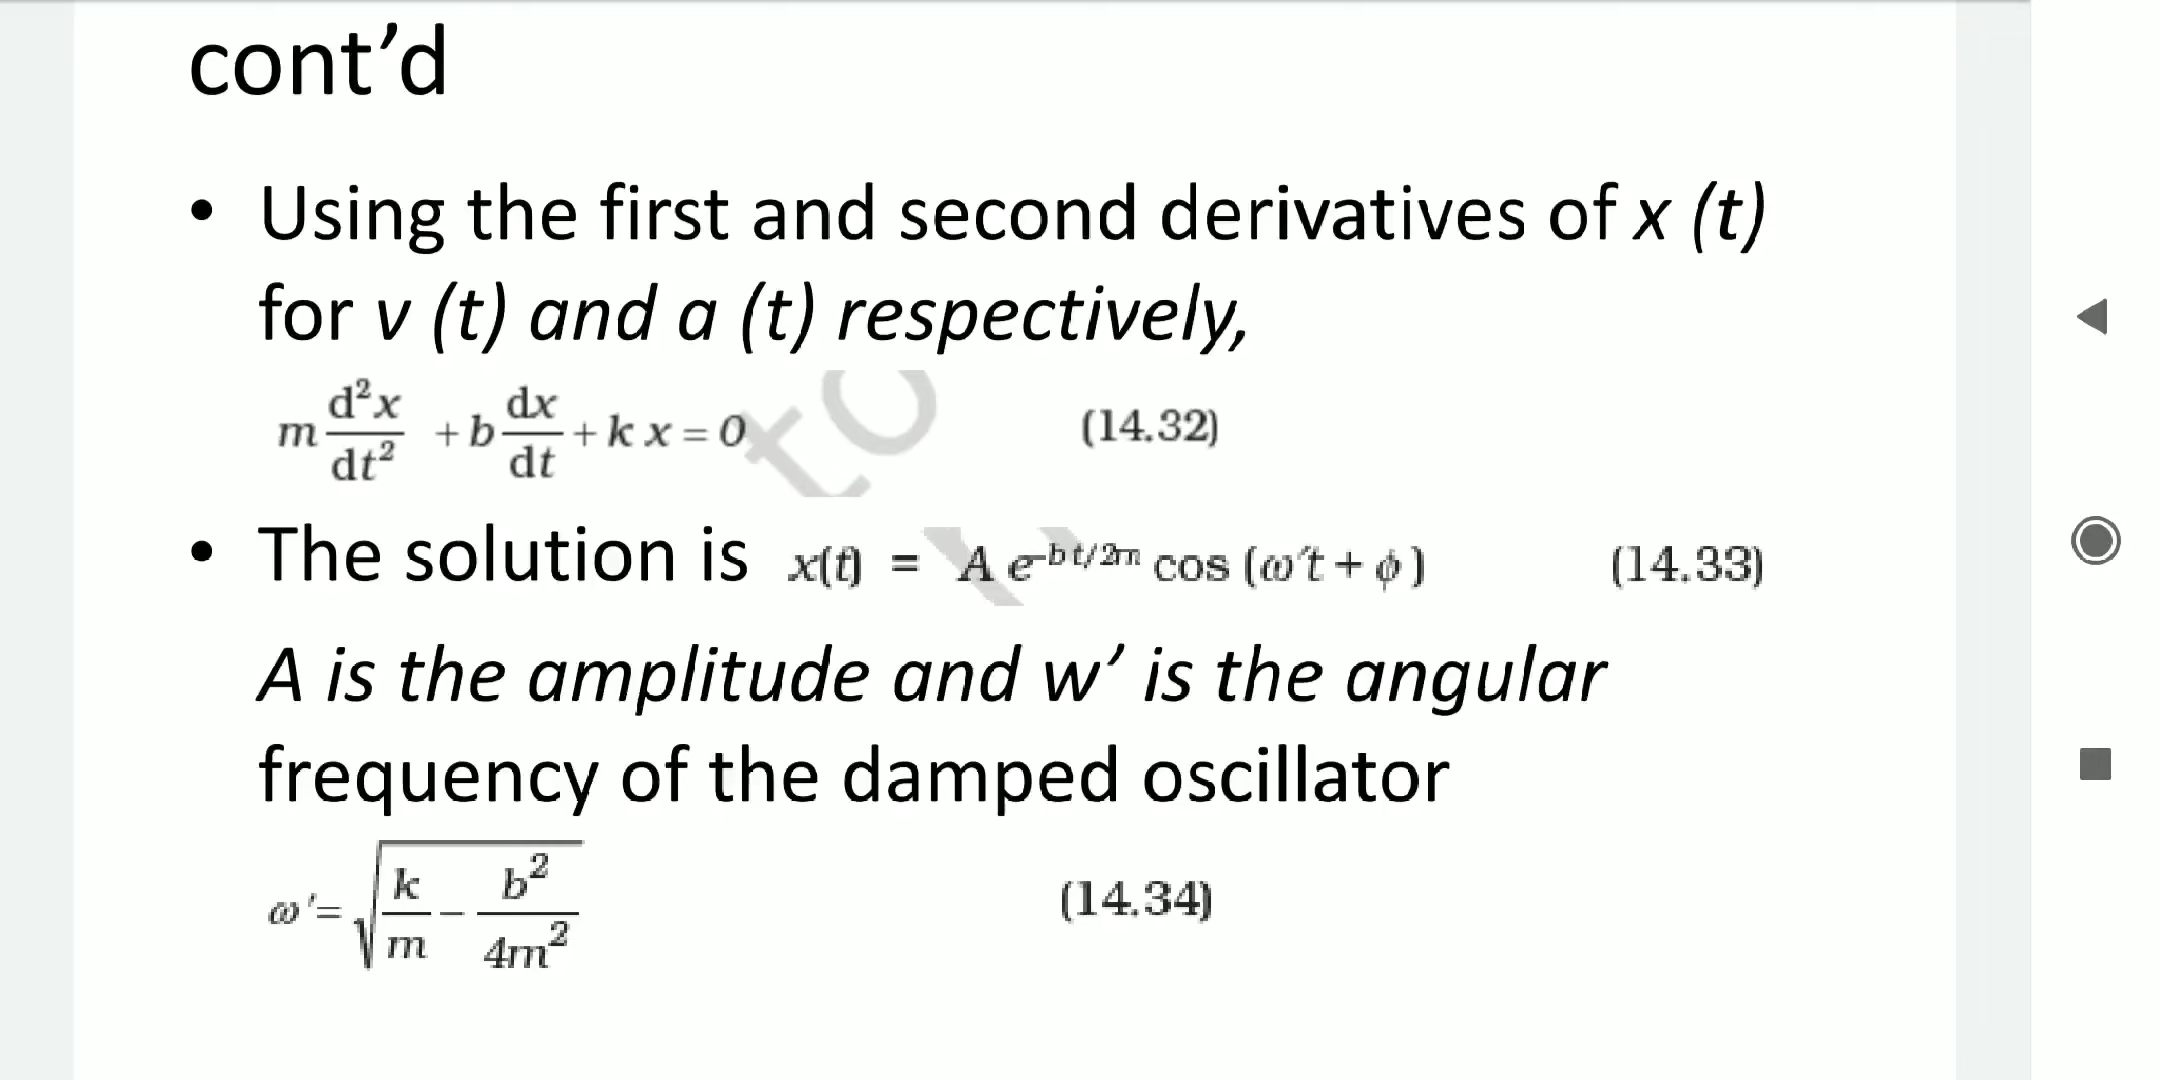 cont’d
• Using the first and second derivatives of x (t)
for v (t) and a (t) respectively,
m d²x/dt² + b dx/dt + k x = 0 (14.32)
• The solution is x(t) = A e^(–b t/2m) cos (ω′t + ϕ) (14.33)
A is the amplitude and w’ is the angular
frequency of the damped oscillator
ω′ = √(k/m – b²/4m²) (14.34)
to